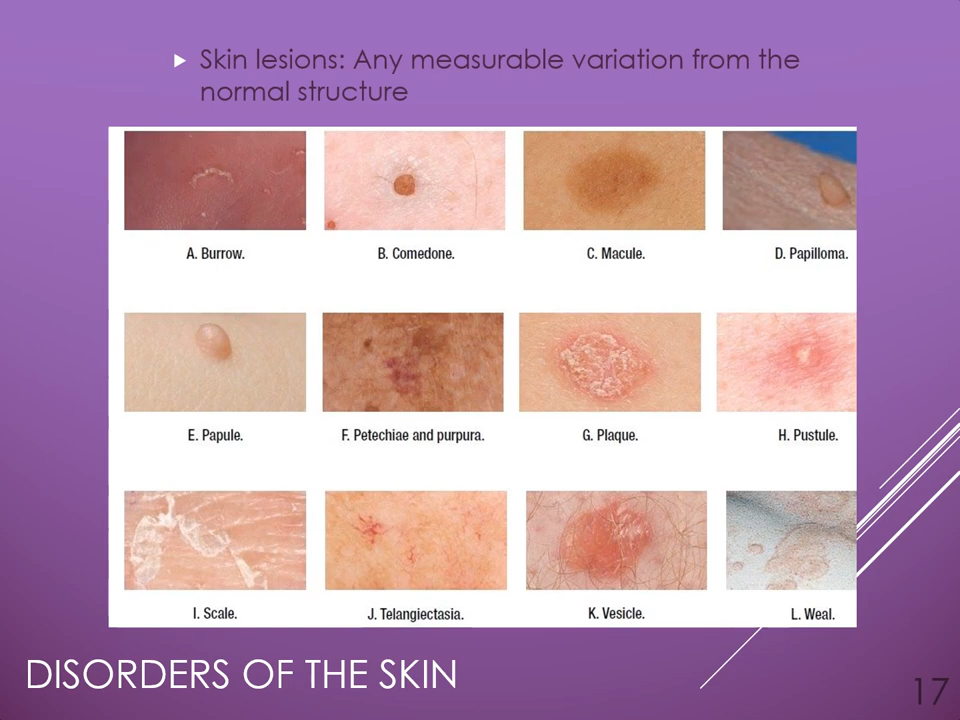 Skin lesions: Any measurable variation from the
normal structure
A. Burrow.
B. Comedone.
C. Macule.
D. Papilloma.
E. Papule.
F. Petechiae and purpura.
G. Plaque.
H. Pustule.
I. Scale.
J. Telangiectasia.
K. Vesicle.
L. Weal.
DISORDERS OF THE SKIN
17